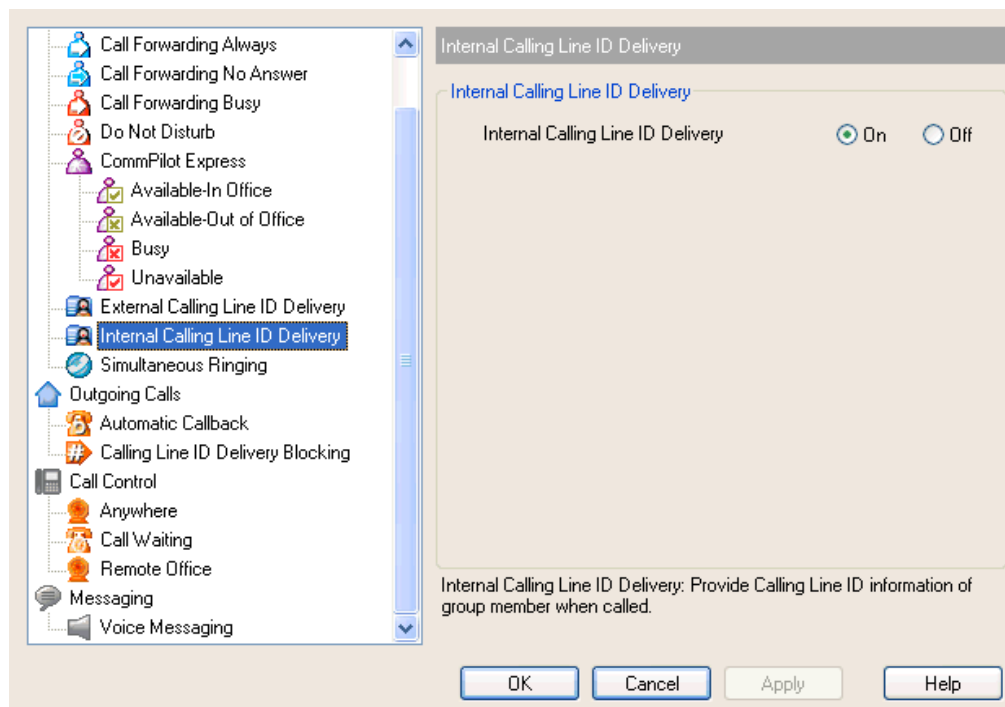 Call Forwarding Always
Call Forwarding No Answer
Call Forwarding Busy
Do Not Disturb
CommPilot Express
Available-In Office
Available-Out of Office
Busy
Unavailable
External Calling Line ID Delivery
Internal Calling Line ID Delivery
Simultaneous Ringing
Outgoing Calls
Automatic Callback
Calling Line ID Delivery Blocking
Call Control
Anywhere
Call Waiting
Remote Office
Messaging
Voice Messaging
Internal Calling Line ID Delivery
Internal Calling Line ID Delivery
Internal Calling Line ID Delivery On Off
Internal Calling Line ID Delivery: Provide Calling Line ID information of
group member when called.
OK Cancel Apply Help